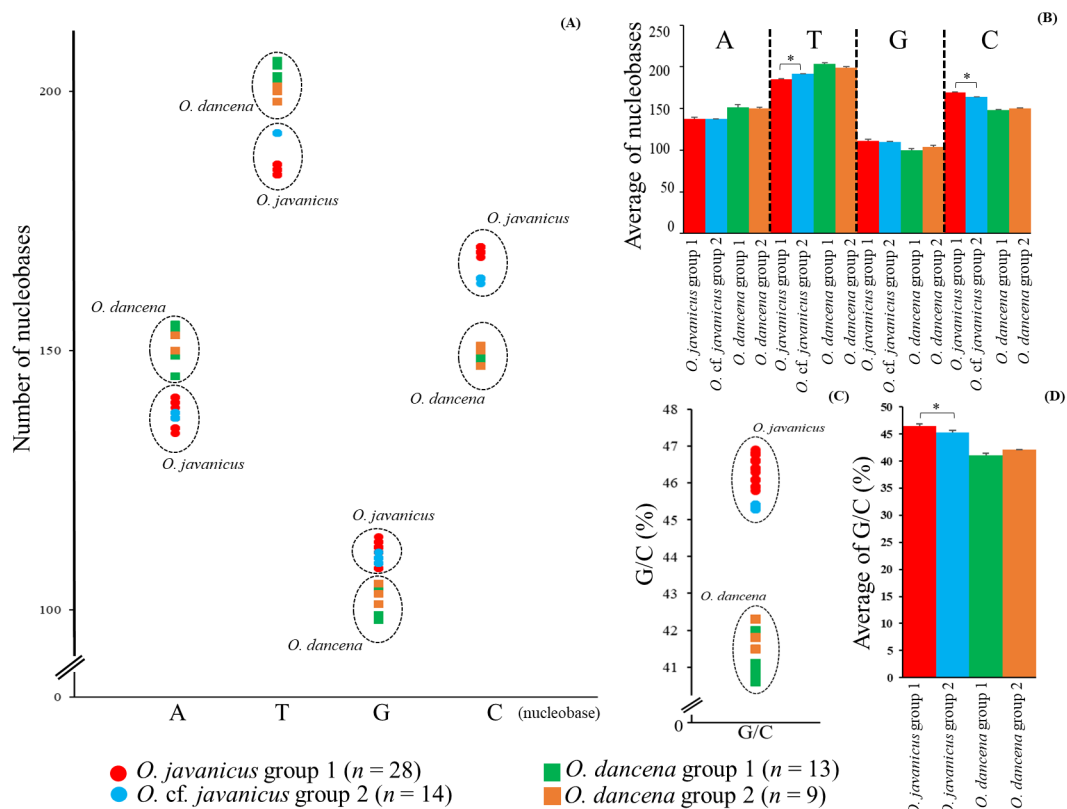 (A)
Number of nucleobases
200
150
100
0
O. dancena
O. javanicus
O. javanicus
O. dancena
O. dancena
O. javanicus
O. javanicus
O. dancena
A T G C (nucleobase)
(B)
Average of nucleobases
250
200
150
100
50
0
A T G C
*
*
O. javanicus group 1
O. cf. javanicus group 2
O. dancena group 1
O. dancena group 2
O. javanicus group 1
O. cf. javanicus group 2
O. dancena group 1
O. dancena group 2
O. javanicus group 1
O. cf. javanicus group 2
O. dancena group 1
O. dancena group 2
O. javanicus group 1
O. cf. javanicus group 2
O. dancena group 1
O. dancena group 2
(C)
G/C (%)
48
47
46
45
44
43
42
41
0
O. javanicus
O. dancena
G/C
(D)
Average of G/C (%)
50
45
40
35
30
25
20
15
10
5
0
*
O. javanicus group 1
O. javanicus group 2
O. dancena group 1
O. dancena group 2
O. javanicus group 1 (n = 28)
O. cf. javanicus group 2 (n = 14)
O. dancena group 1 (n = 13)
O. dancena group 2 (n = 9)